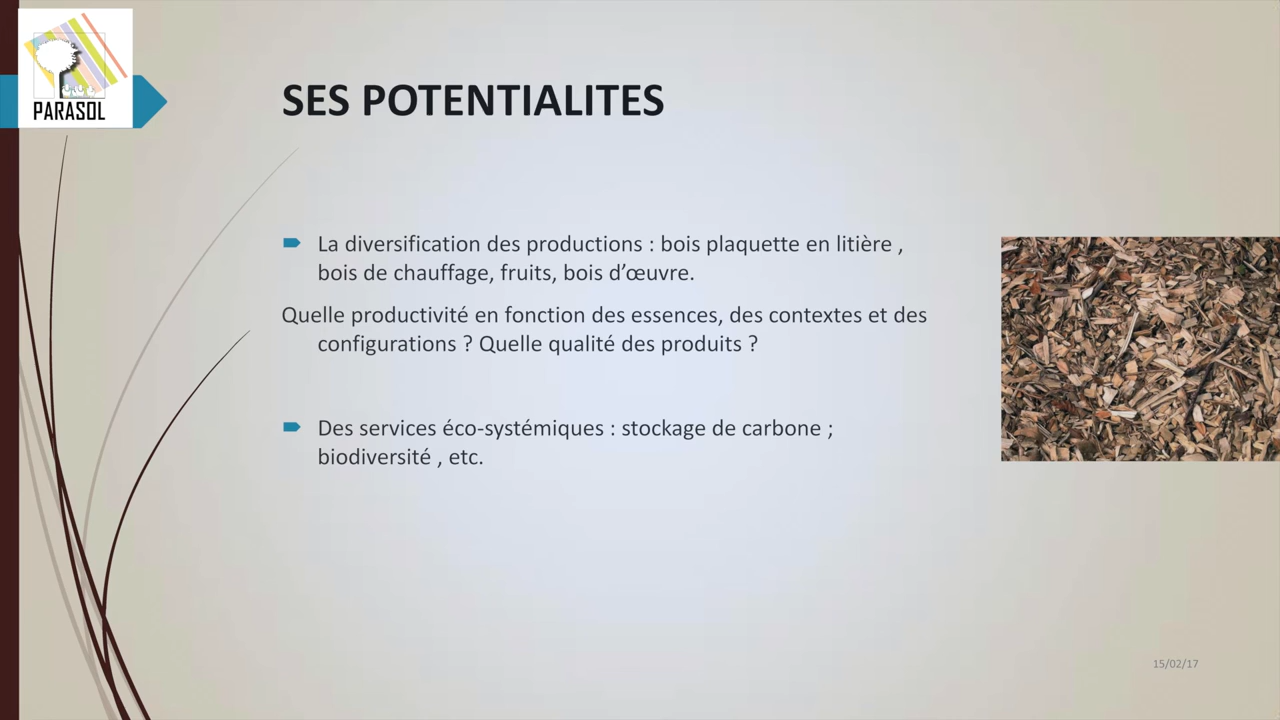 PARASOL
SES POTENTIALITES
La diversification des productions : bois plaquette en litière ,
bois de chauffage, fruits, bois d’œuvre.
Quelle productivité en fonction des essences, des contextes et des
configurations ? Quelle qualité des produits ?
Des services éco-systémiques : stockage de carbone ;
biodiversité , etc.
15/02/17